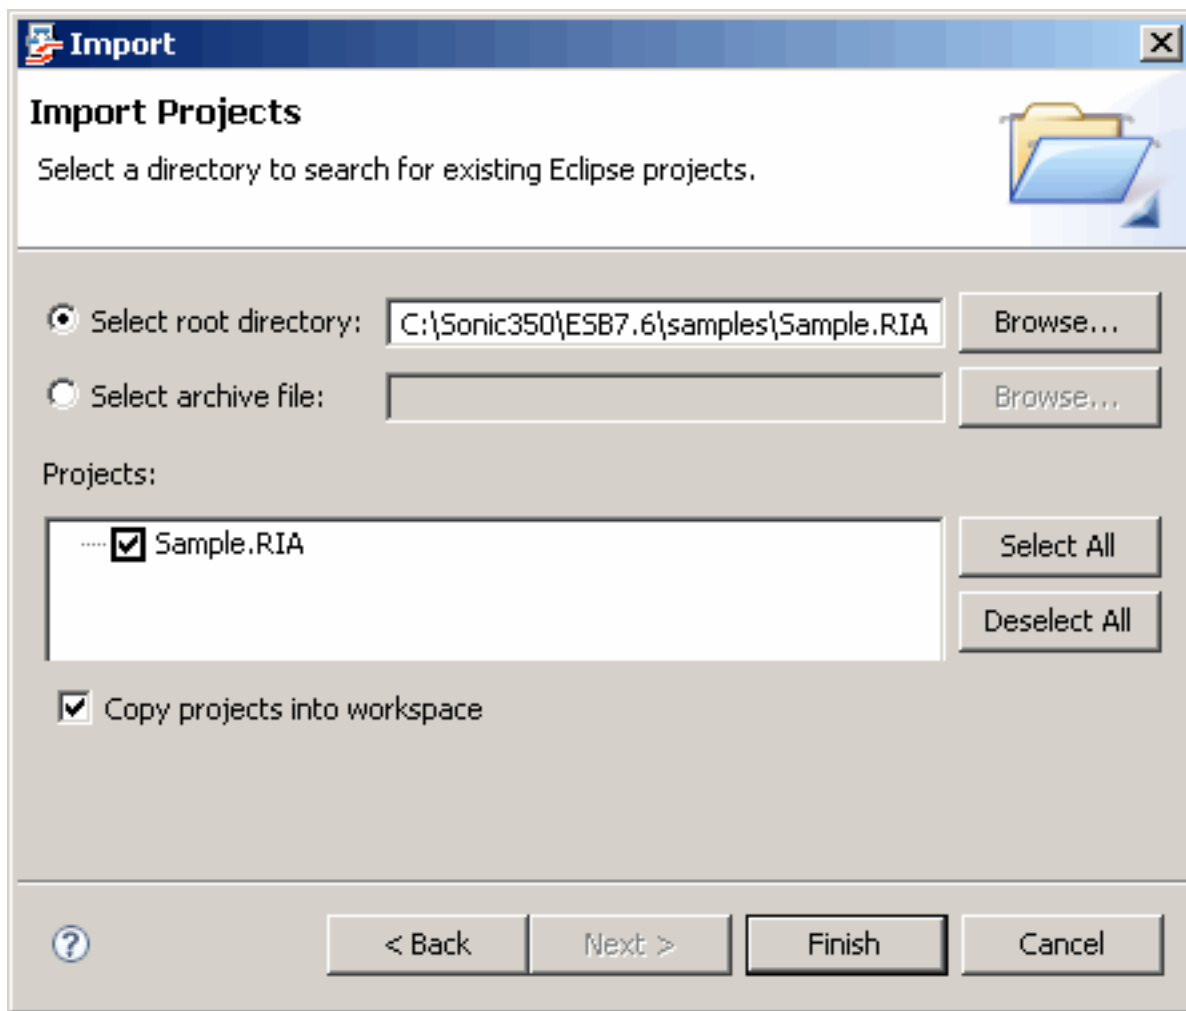 Import
Import Projects
Select a directory to search for existing Eclipse projects.
Select root directory: C:\Sonic350\ESB7.6\samples\Sample.RIA Browse...
Select archive file: Browse...
Projects:
Sample.RIA Select All
Deselect All
Copy projects into workspace
? < Back Next > Finish Cancel